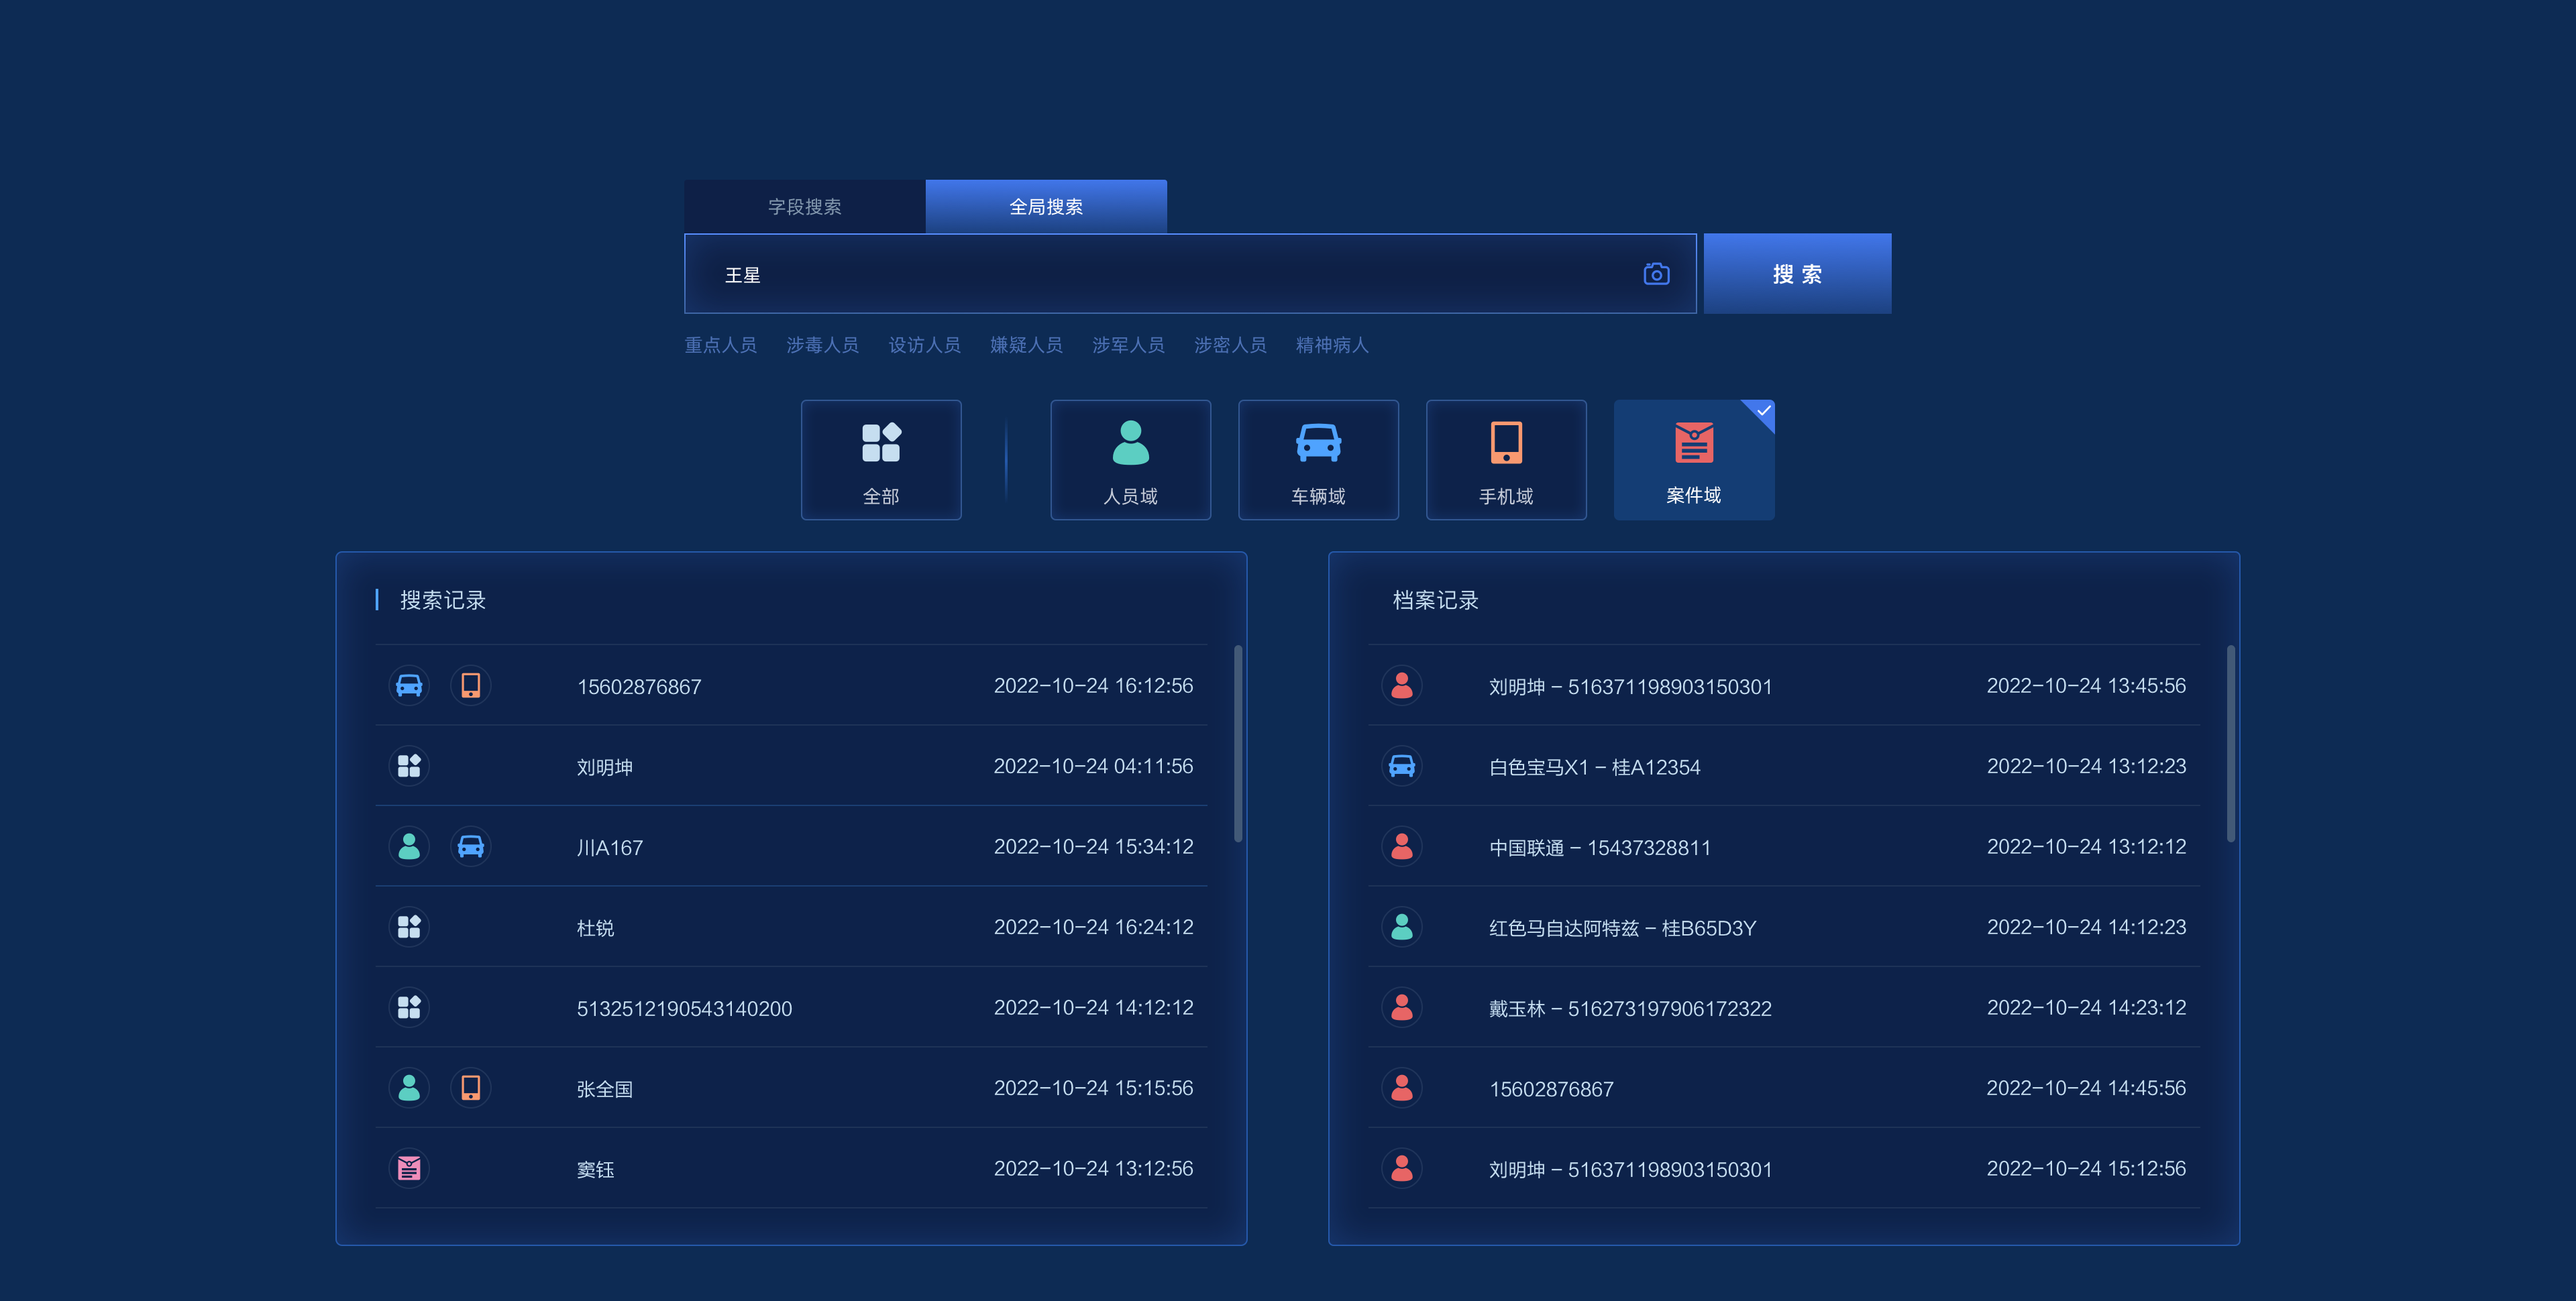 字段搜索 全局搜索
王星 搜索
重点人员 涉毒人员 设访人员 嫌疑人员 涉军人员 涉密人员 精神病人
全部 人员域 车辆域 手机域 案件域
搜索记录
15602876867 2022-10-24 16:12:56
刘明坤 2022-10-24 04:11:56
川A167 2022-10-24 15:34:12
杜锐 2022-10-24 16:24:12
5132512190543140200 2022-10-24 14:12:12
张全国 2022-10-24 15:15:56
窦钰 2022-10-24 13:12:56
档案记录
刘明坤 - 516371198903150301 2022-10-24 13:45:56
白色宝马X1 - 桂A12354 2022-10-24 13:12:23
中国联通 - 15437328811 2022-10-24 13:12:12
红色马自达阿特兹 - 桂B65D3Y 2022-10-24 14:12:23
戴玉林 - 516273197906172322 2022-10-24 14:23:12
15602876867 2022-10-24 14:45:56
刘明坤 - 516371198903150301 2022-10-24 15:12:56